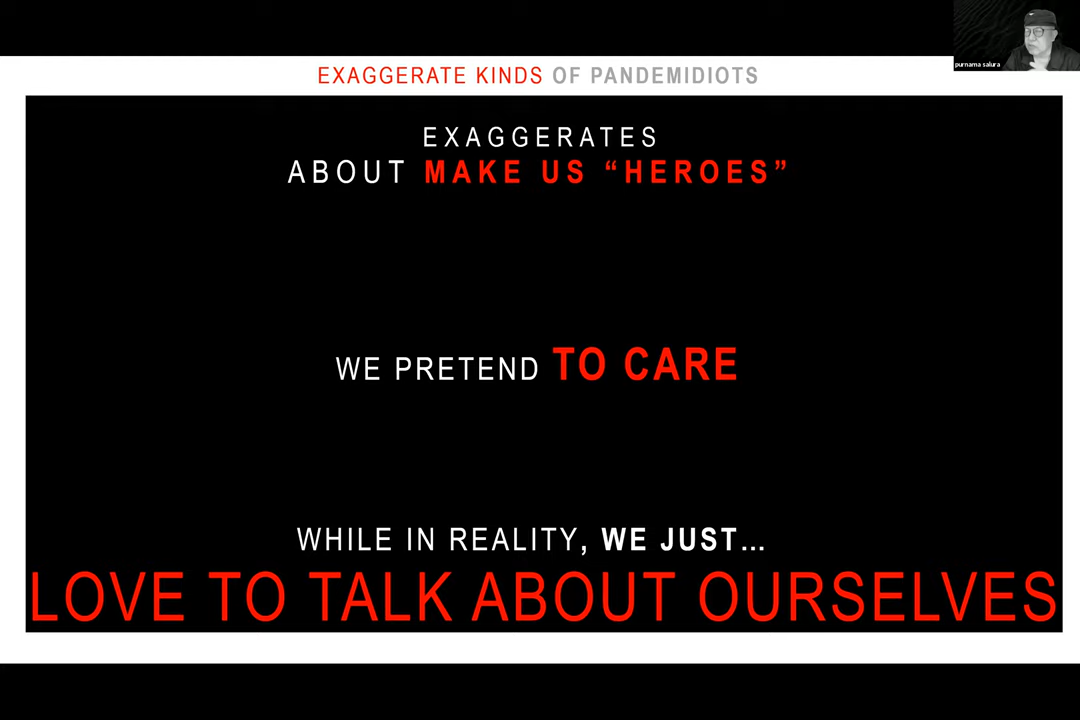 purnama salura
EXAGGERATE KINDS OF PANDEMIDIOTS
EXAGGERATES
ABOUT MAKE US “HEROES”
WE PRETEND TO CARE
WHILE IN REALITY, WE JUST...
LOVE TO TALK ABOUT OURSELVES